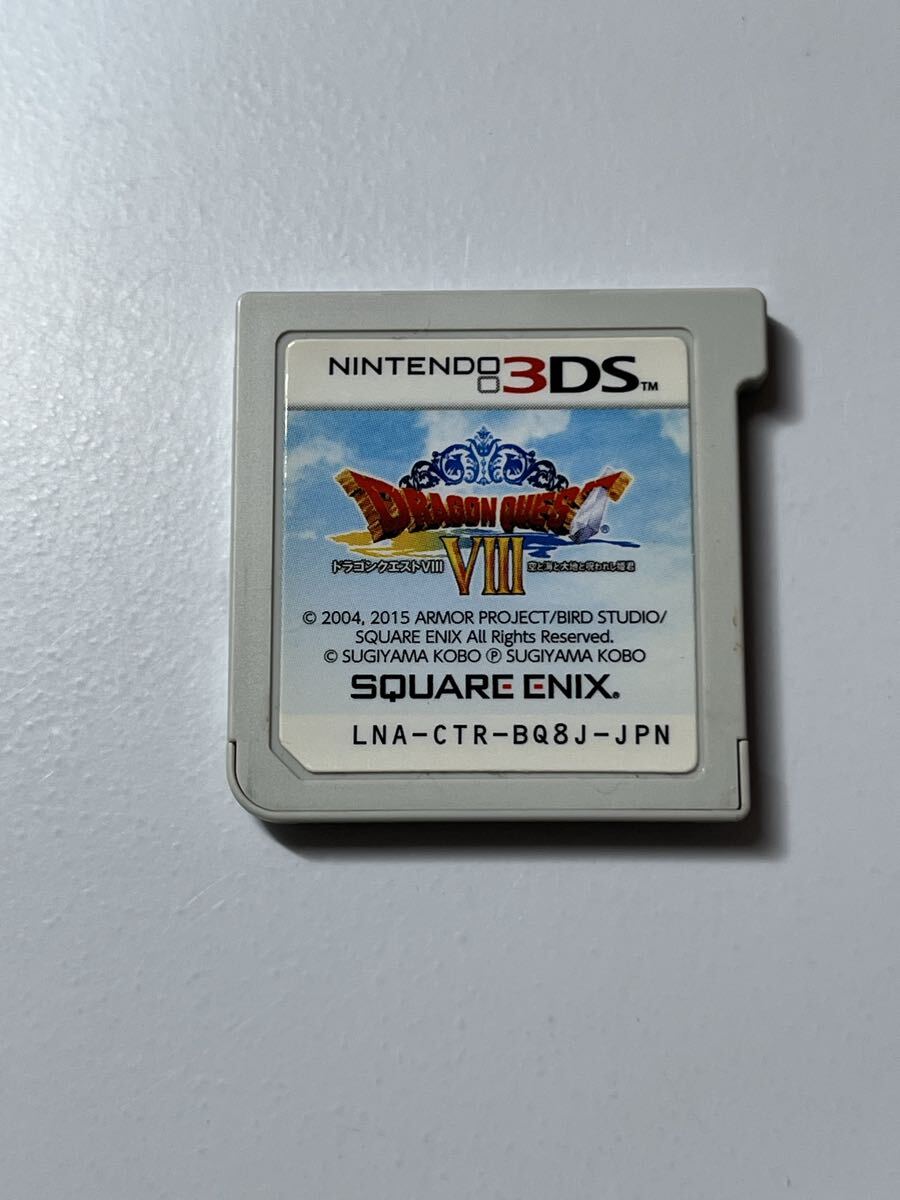 NINTENDO 3DS™
DRAGON QUEST®
ドラゴンクエストVIII VIII 空と海と大地と呪われし姫君
© 2004, 2015 ARMOR PROJECT/BIRD STUDIO/
SQUARE ENIX All Rights Reserved.
© SUGIYAMA KOBO ℗ SUGIYAMA KOBO
SQUARE ENIX.
LNA-CTR-BQ8J-JPN